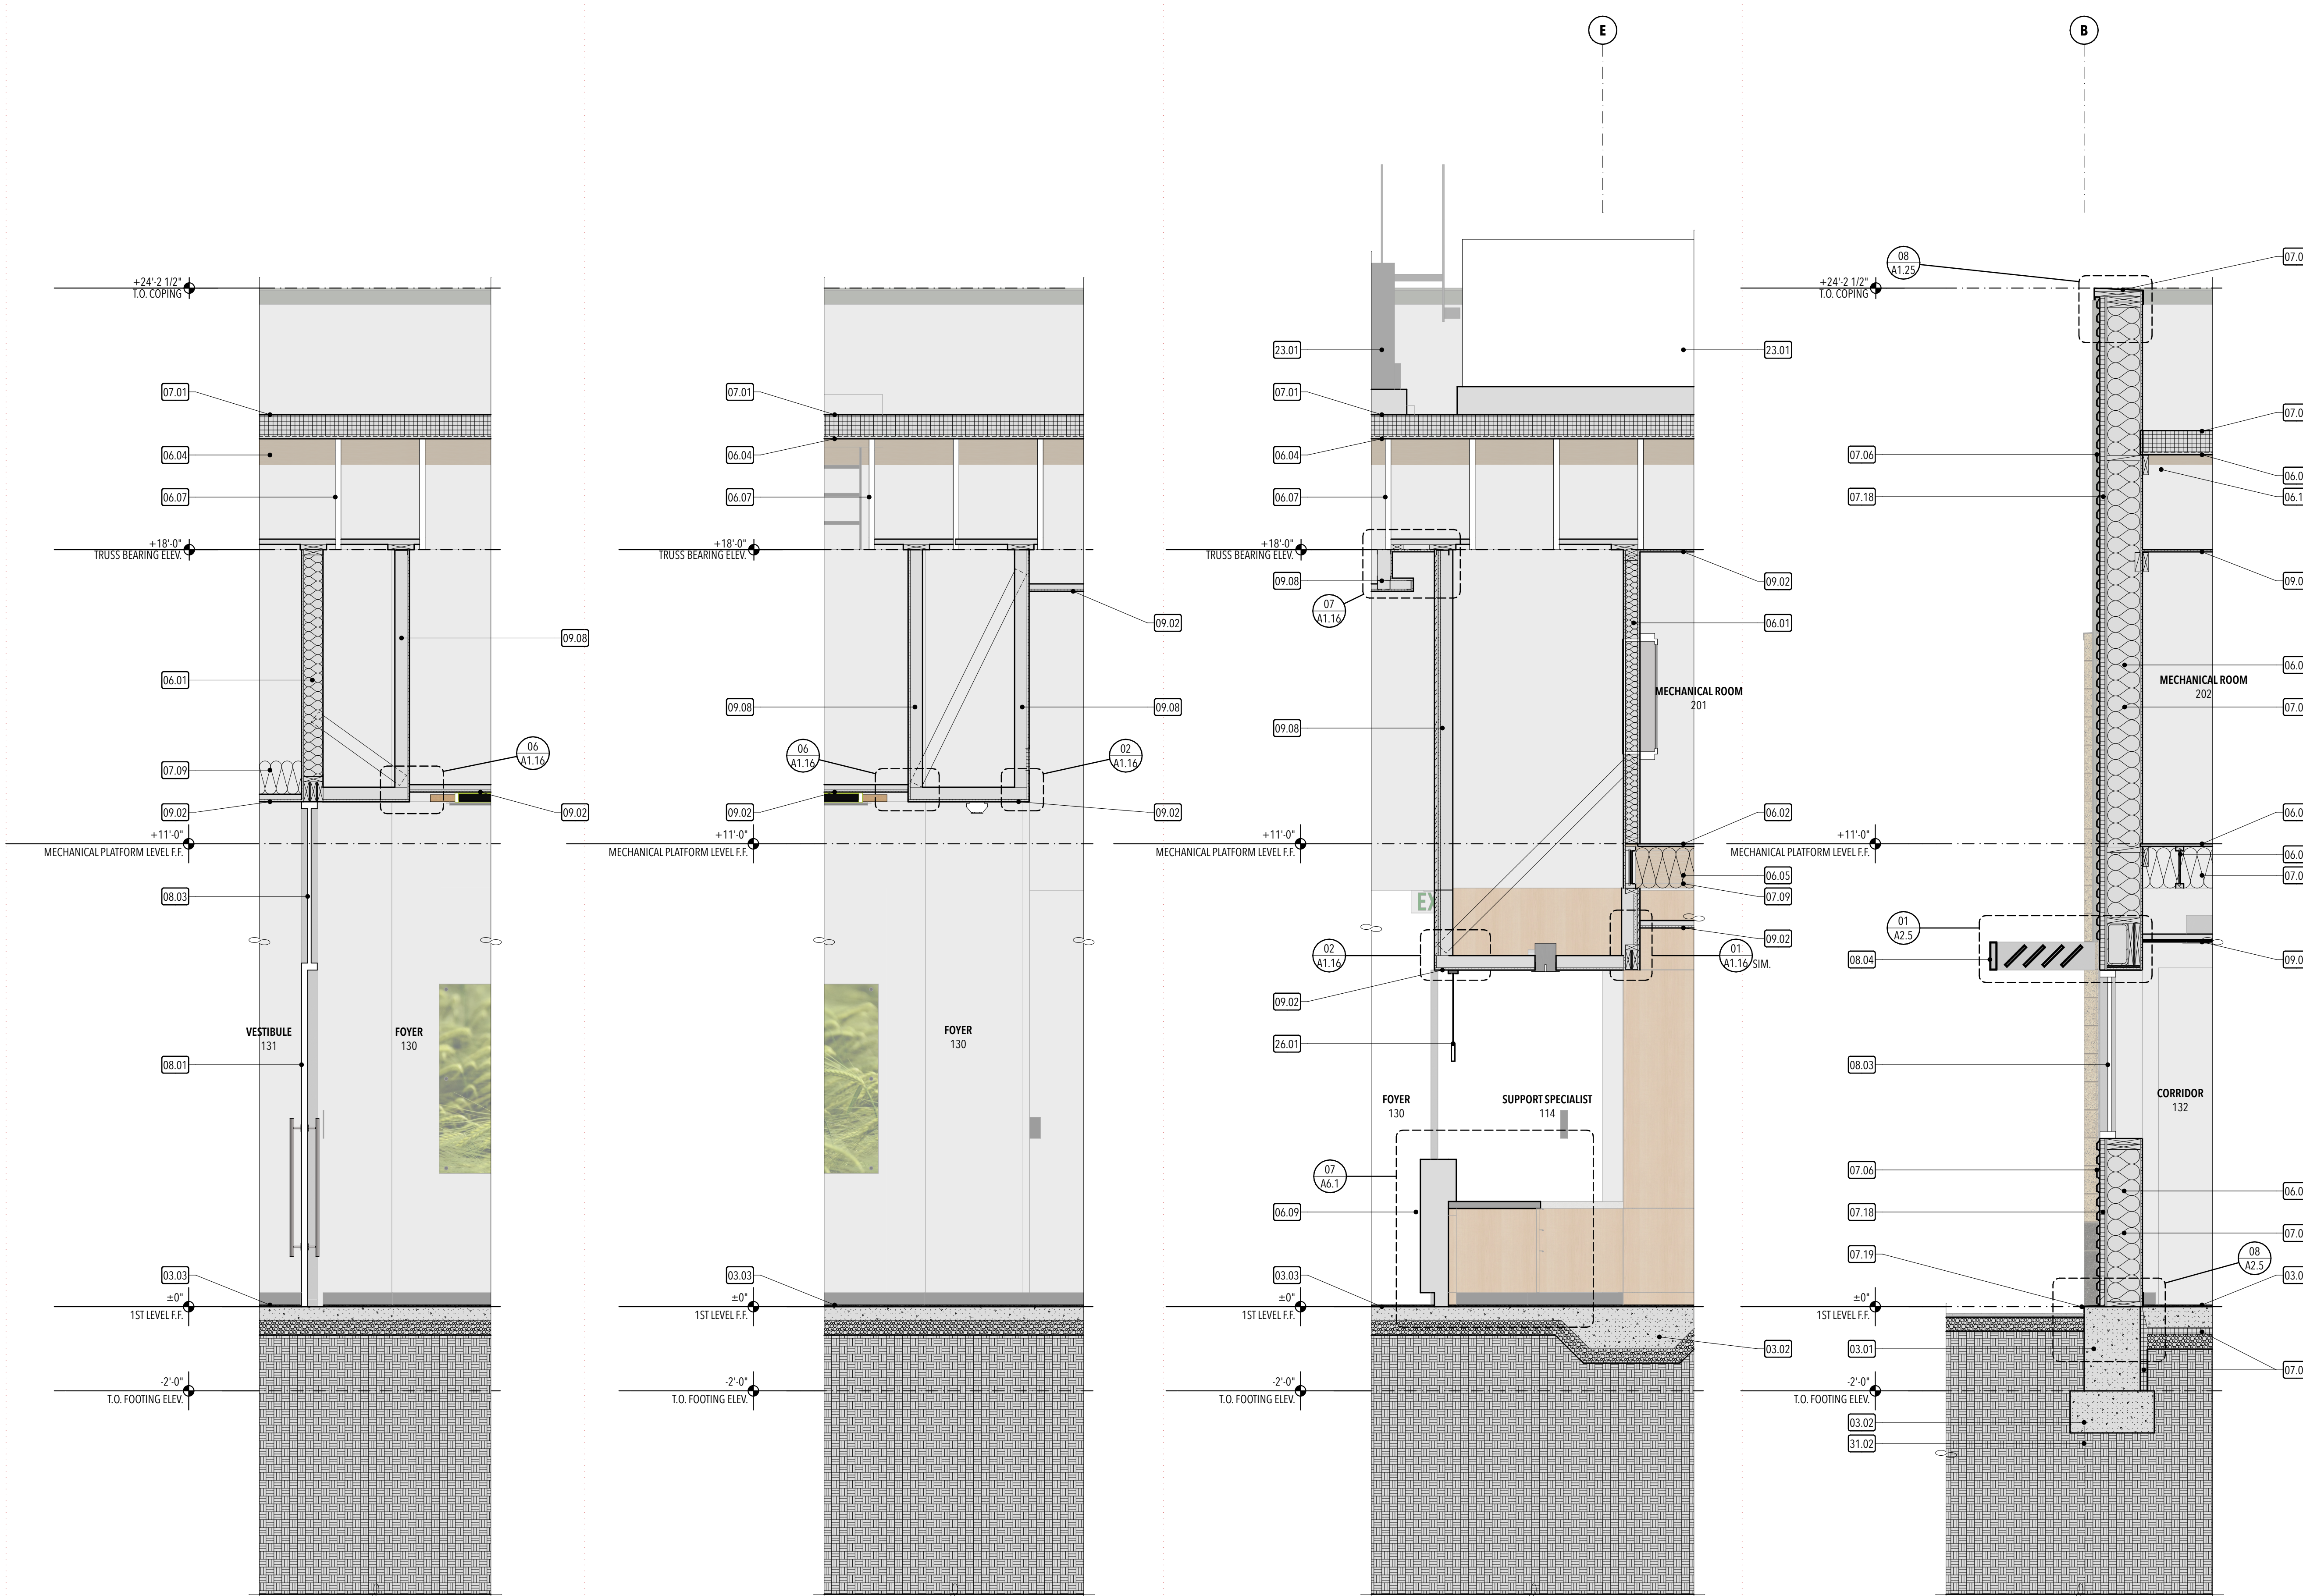 E
B
+24'-2 1/2"
T.O. COPING
07.01
06.04
06.07
+18'-0"
TRUSS BEARING ELEV.
09.08
06.01
06
A1.16
07.09
09.02
09.02
+11'-0"
MECHANICAL PLATFORM LEVEL F.F.
08.03
VESTIBULE
131
FOYER
130
08.01
03.03
±0"
1ST LEVEL F.F.
-2'-0"
T.O. FOOTING ELEV.
07.01
06.04
06.07
+18'-0"
TRUSS BEARING ELEV.
09.02
09.08
09.08
06
A1.16
02
A1.16
09.02
09.02
+11'-0"
MECHANICAL PLATFORM LEVEL F.F.
FOYER
130
03.03
±0"
1ST LEVEL F.F.
-2'-0"
T.O. FOOTING ELEV.
23.01
23.01
07.01
06.04
06.07
+18'-0"
TRUSS BEARING ELEV.
09.08
09.02
07
A1.16
06.01
MECHANICAL ROOM
201
09.08
06.02
+11'-0"
MECHANICAL PLATFORM LEVEL F.F.
06.05
07.09
EX
09.02
02
A1.16
01
A1.16
SIM.
09.02
26.01
FOYER
130
SUPPORT SPECIALIST
114
07
A6.1
06.09
03.03
±0"
1ST LEVEL F.F.
03.02
-2'-0"
T.O. FOOTING ELEV.
08
A1.25
+24'-2 1/2"
T.O. COPING
07.06
07.18
MECHANICAL ROOM
202
+11'-0"
MECHANICAL PLATFORM LEVEL F.F.
01
A2.5
08.04
08.03
CORRIDOR
132
07.06
07.18
07.19
08
A2.5
±0"
1ST LEVEL F.F.
03.01
-2'-0"
T.O. FOOTING ELEV.
03.02
31.02